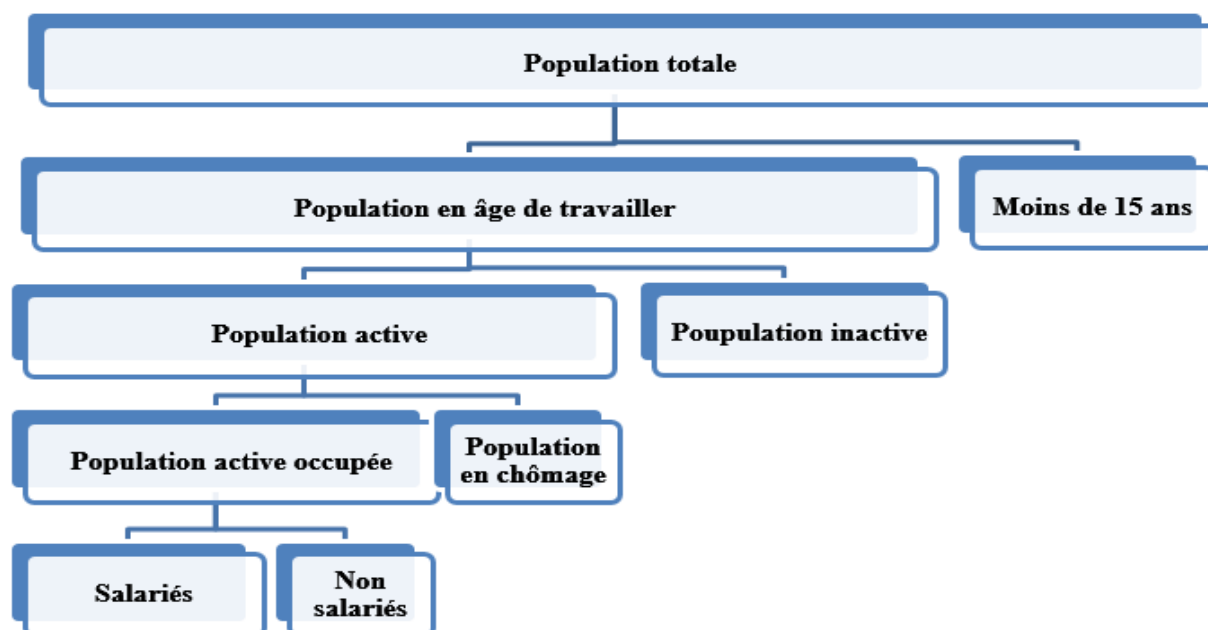 Population totale
Population en âge de travailler
Moins de 15 ans
Population active
Poupulation inactive
Population active occupée
Population
en chômage
Salariés
Non
salariés